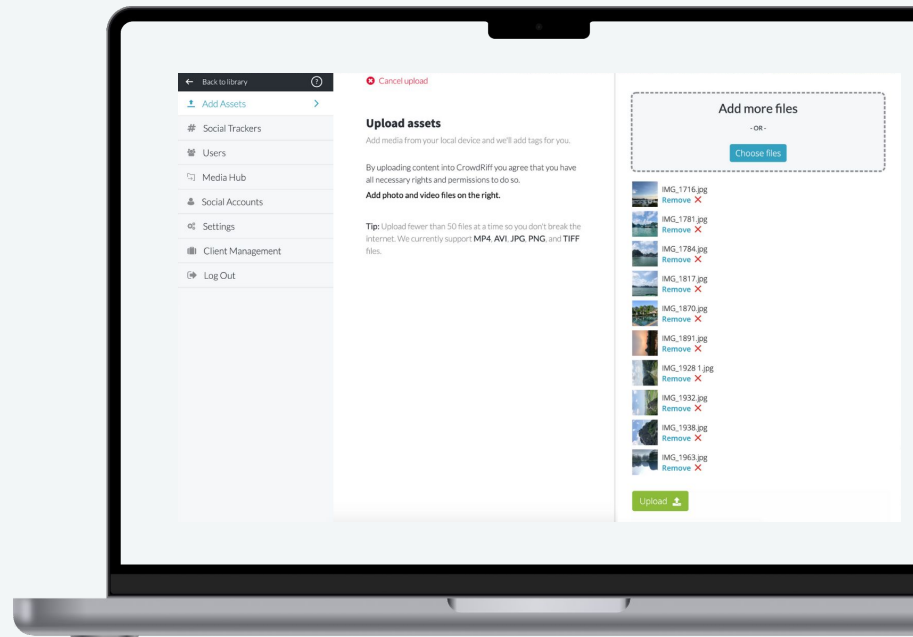 Back to library
Add Assets
Social Trackers
Users
Media Hub
Social Accounts
Settings
Client Management
Log Out
Cancel upload
Upload assets
Add media from your local device and we'll add tags for you.
By uploading content into CrowdRiff you agree that you have
all necessary rights and permissions to do so.
Add photo and video files on the right.
Tip: Upload fewer than 50 files at a time so you don't break the
internet. We currently support MP4, AVI, JPG, PNG, and TIFF
files.
Add more files
- OR -
Choose files
IMG_1716.jpg
Remove
IMG_1781.jpg
Remove
IMG_1784.jpg
Remove
IMG_1817.jpg
Remove
IMG_1870.jpg
Remove
IMG_1891.jpg
Remove
IMG_1928 1.jpg
Remove
IMG_1932.jpg
Remove
IMG_1938.jpg
Remove
IMG_1963.jpg
Remove
Upload